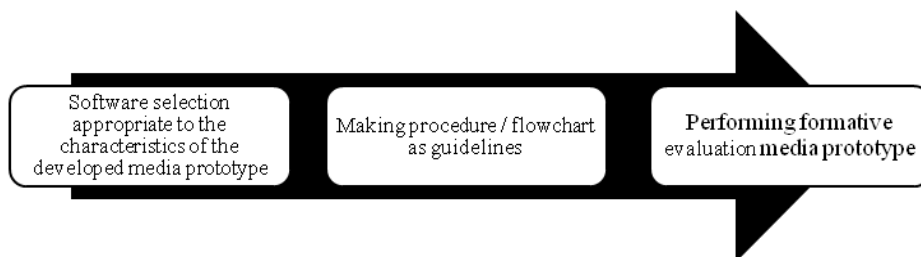 Software selection
appropriate to the
characteristics of the
developed media prototype
Making procedure / flowchart
as guidelines
Performing formative
evaluation media prototype